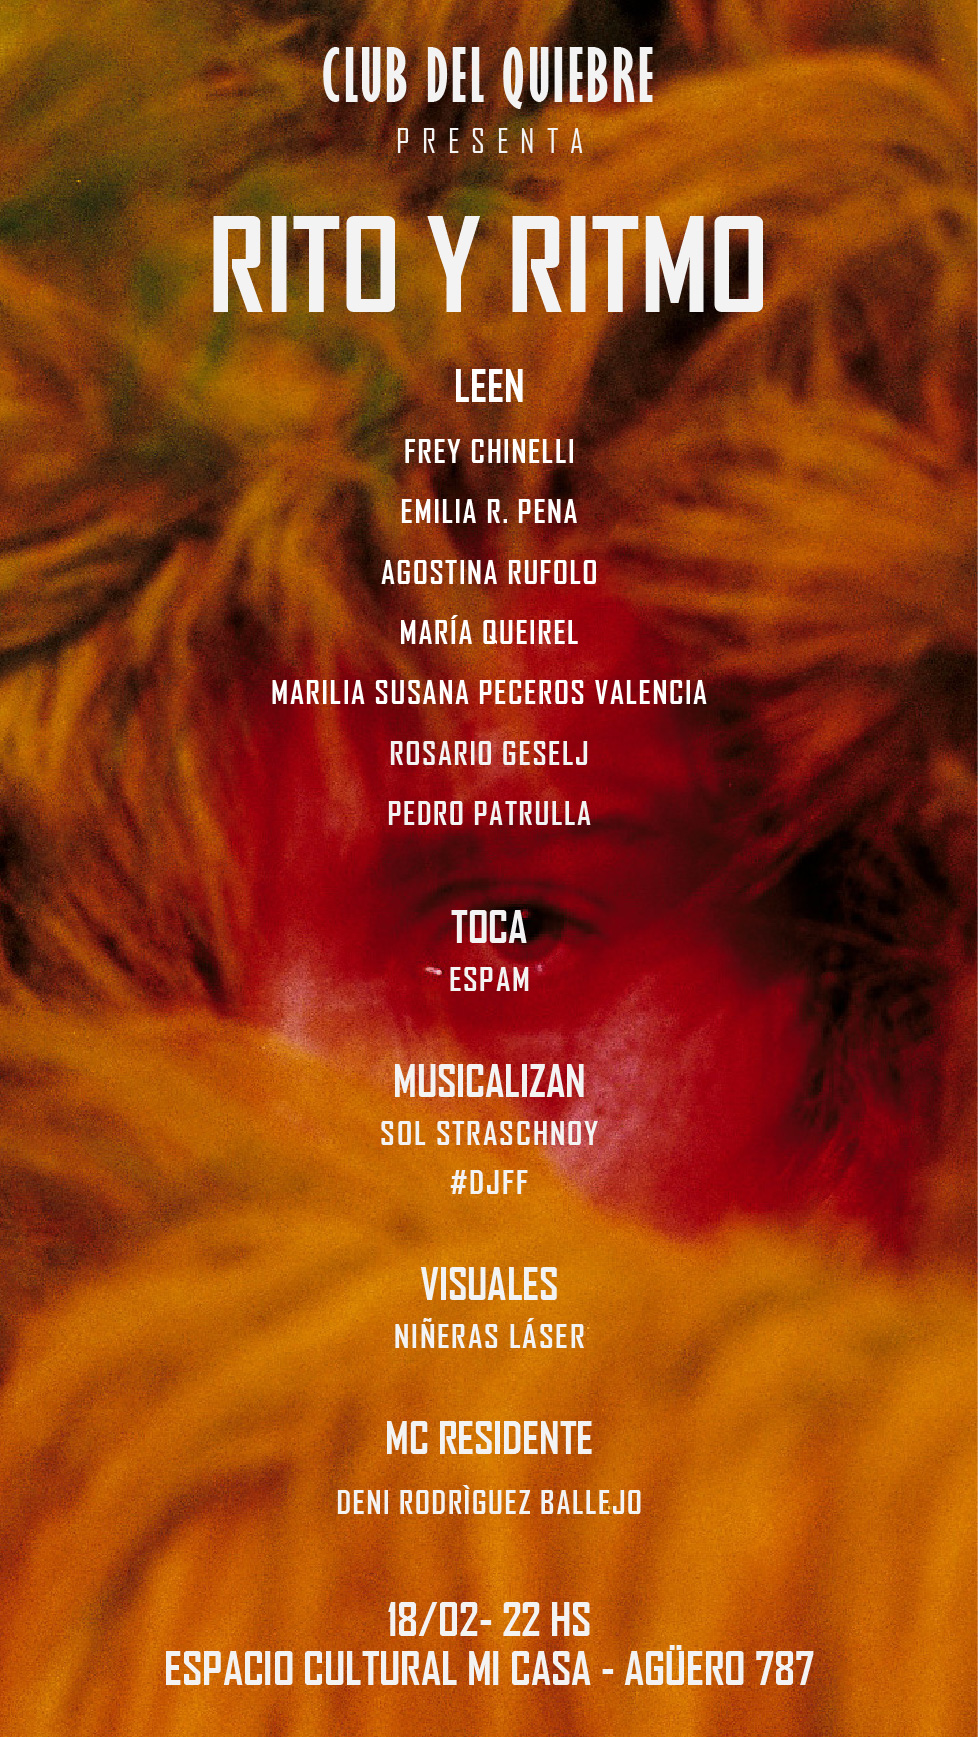 CLUB DEL QUIEBRE
PRESENTA
RITO Y RITMO
LEEN
FREY CHINELLI
EMILIA R. PENA
AGOSTINA RUFOLO
MARÍA QUEIREL
MARILIA SUSANA PECEROS VALENCIA
ROSARIO GESELJ
PEDRO PATRULLA
TOCA
ESPAM
MUSICALIZAN
SOL STRASCHNOY
#DJFF
VISUALES
NIÑERAS LÁSER
MC RESIDENTE
DENI RODRÌGUEZ BALLEJO
18/02- 22 HS
ESPACIO CULTURAL MI CASA - AGÜERO 787